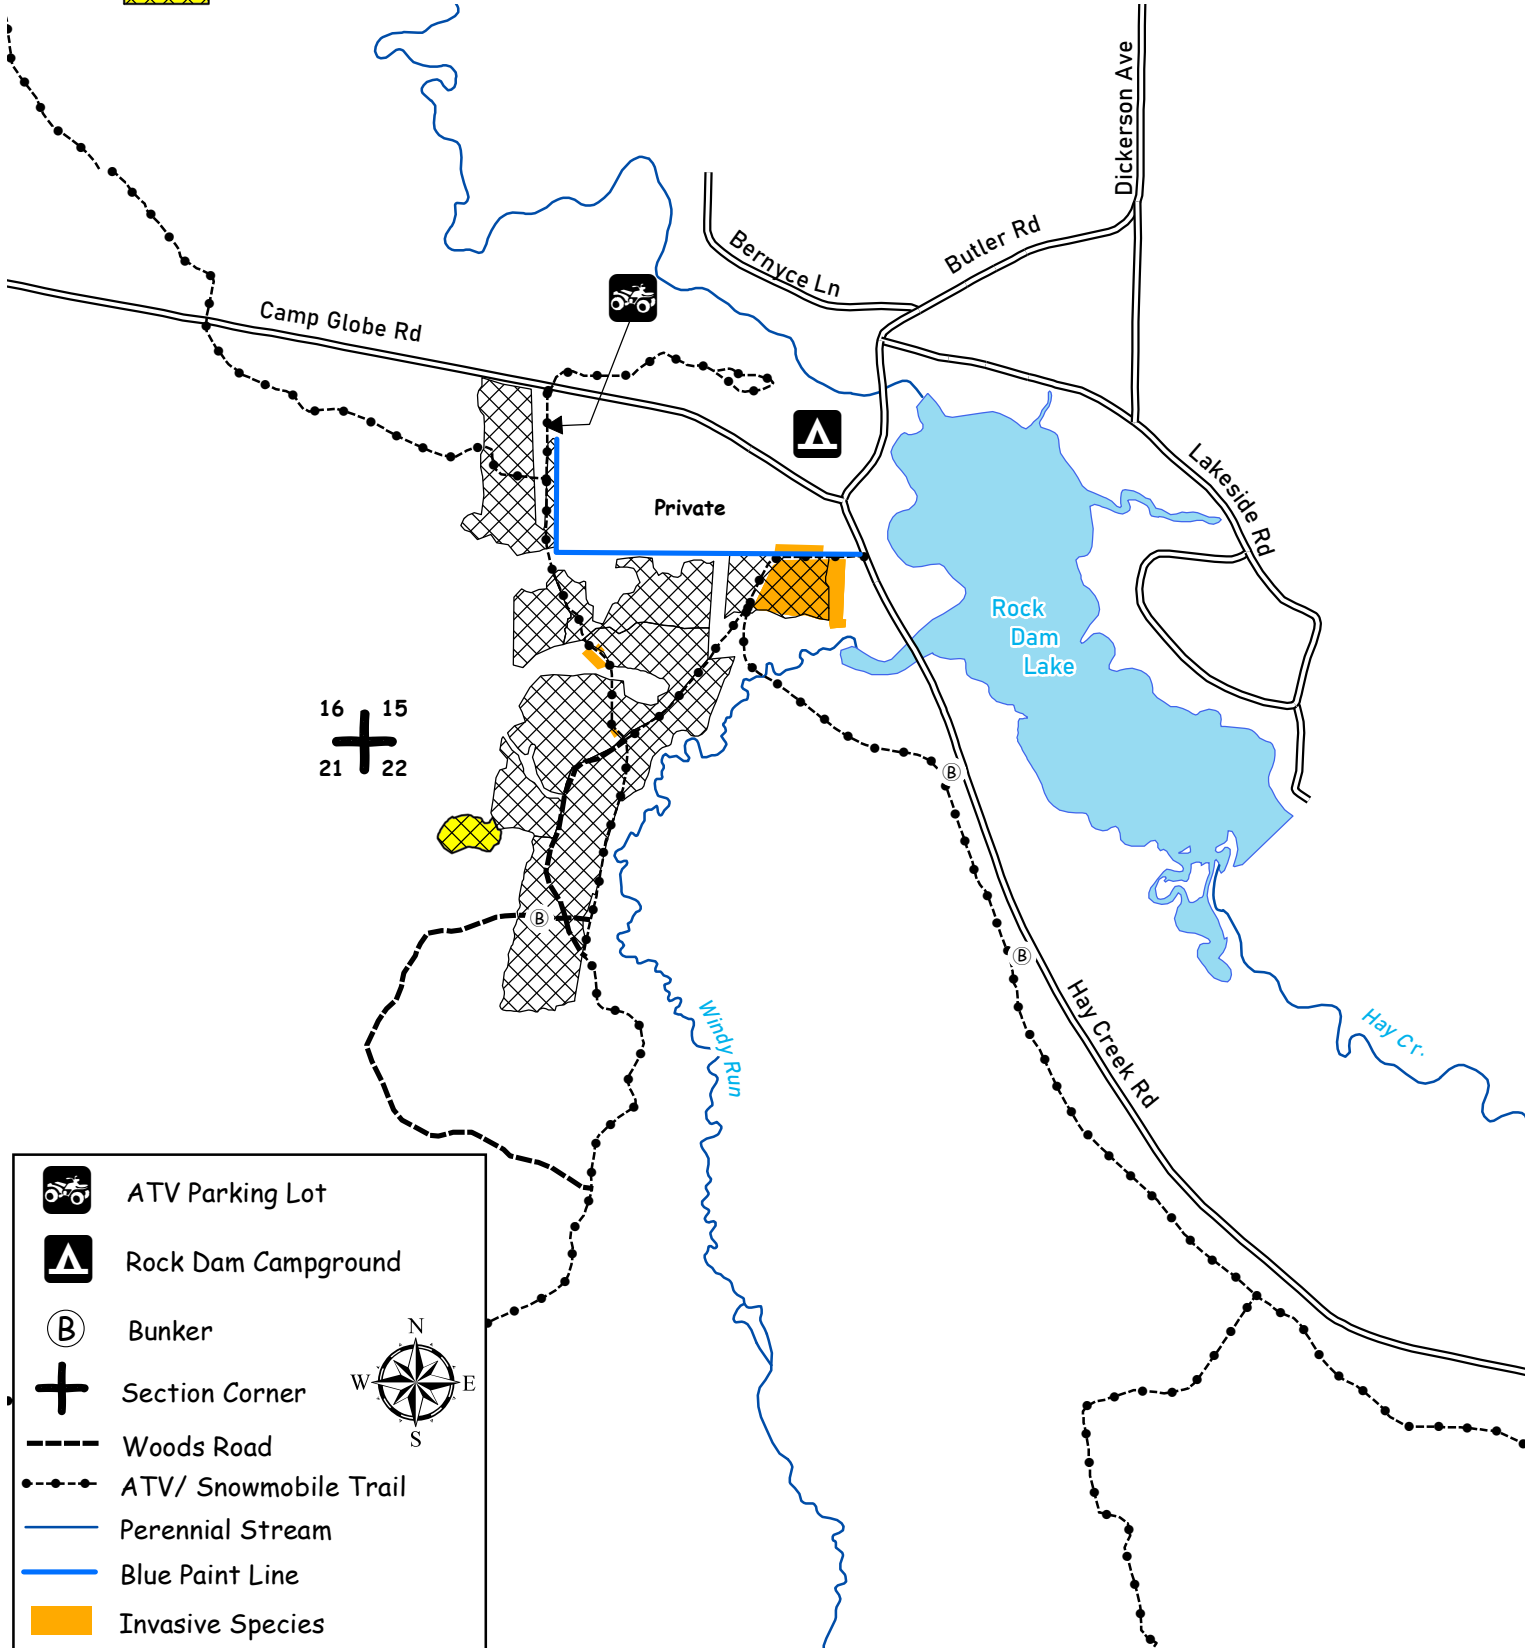 Dickerson Ave
Butler Rd
Bernyce Ln
Camp Globe Rd
Lakeside Rd
Private
Rock
Dam
Lake
16 15
21 22
B
B
B
Windy Run
Hay Creek Rd
Hay Cr.
ATV Parking Lot
Rock Dam Campground
B Bunker
N
W E
S
Section Corner
Woods Road
ATV/ Snowmobile Trail
Perennial Stream
Blue Paint Line
Invasive Species